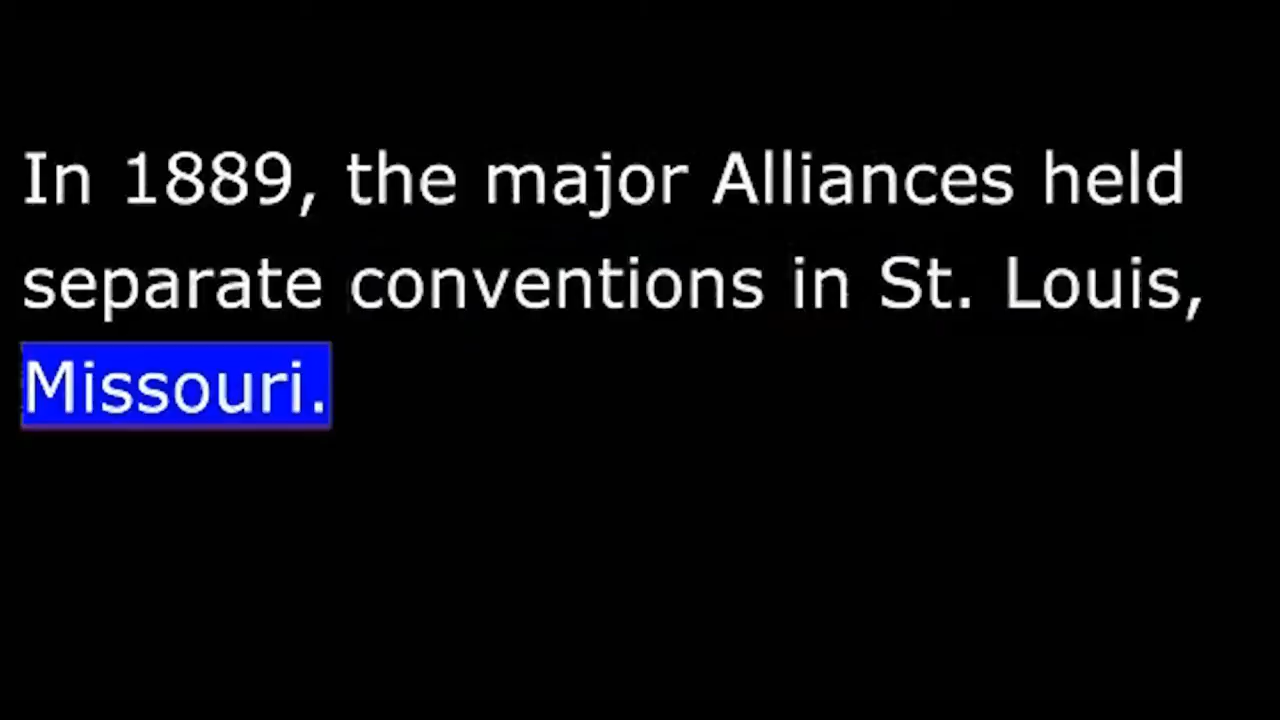 In 1889, the major Alliances held
separate conventions in St. Louis,
Missouri.